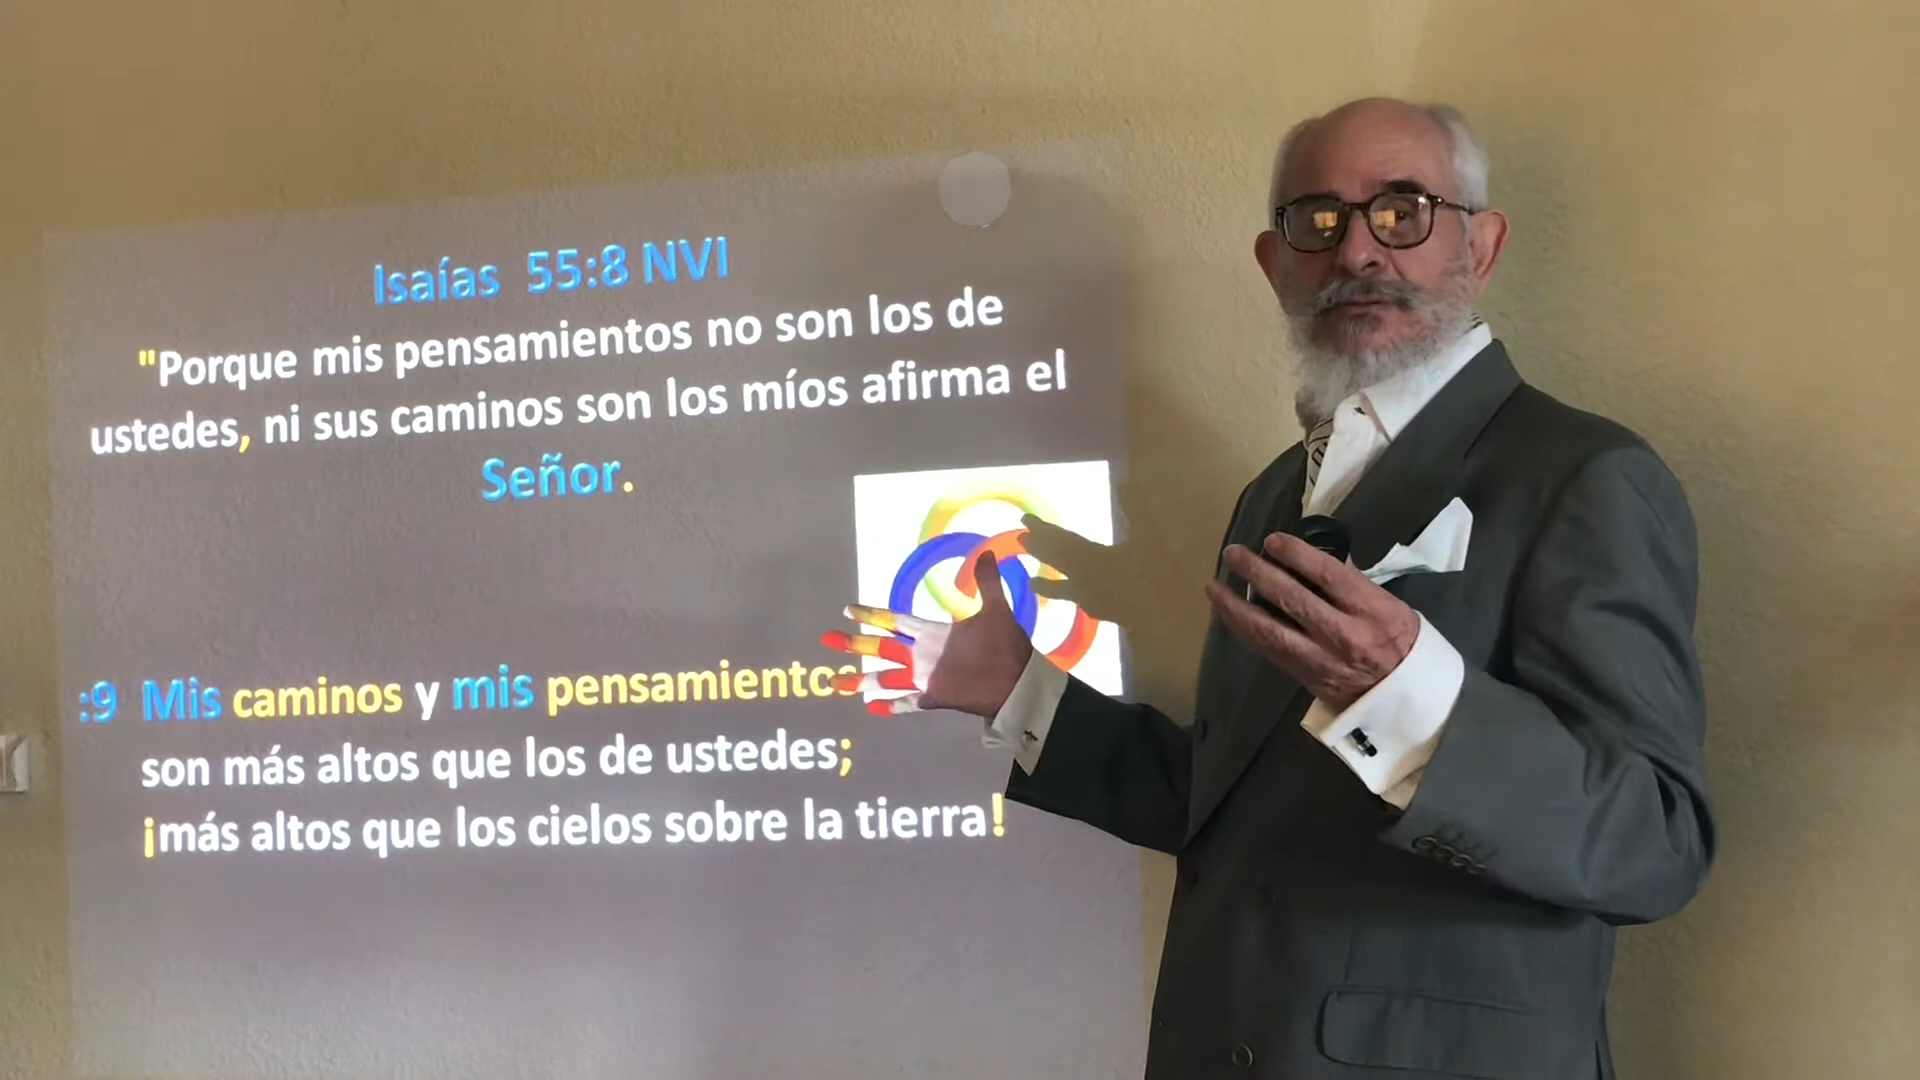 Isaías 55:8 NVI
"Porque mis pensamientos no son los de
ustedes, ni sus caminos son los míos afirma el
Señor.
:9 Mis caminos y mis pensamientos
son más altos que los de ustedes;
¡más altos que los cielos sobre la tierra!